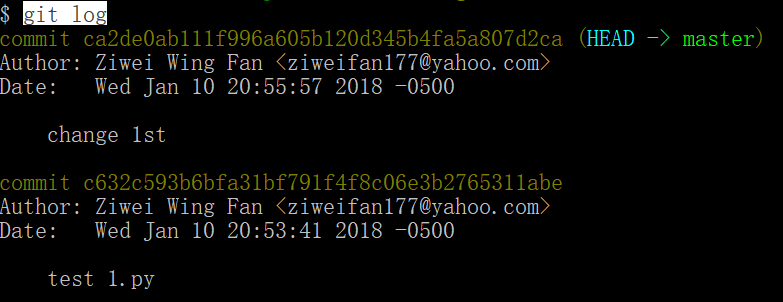 $ git log
commit ca2de0ab111f996a605b120d345b4fa5a807d2ca (HEAD -> master)
Author: Ziwei Wing Fan <ziweifan177@yahoo.com>
Date:   Wed Jan 10 20:55:57 2018 -0500
change 1st
commit c632c593b6bfa31bf791f4f8c06e3b2765311abe
Author: Ziwei Wing Fan <ziweifan177@yahoo.com>
Date:   Wed Jan 10 20:53:41 2018 -0500
test 1.py